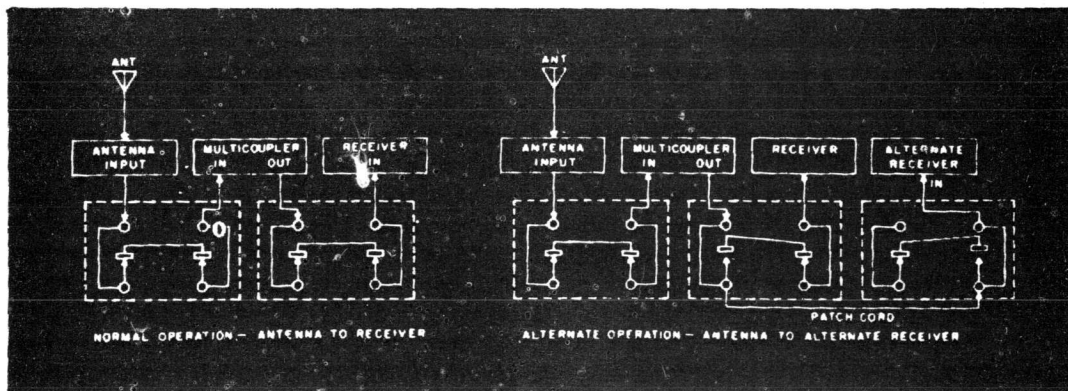 ANT
ANTENNA INPUT
MULTICOUPLER
IN OUT
RECEIVER
IN
NORMAL OPERATION - ANTENNA TO RECEIVER
ANT
ANTENNA INPUT
MULTICOUPLER
IN OUT
RECEIVER
ALTERNATE RECEIVER
IN
PATCH CORD
ALTERNATE OPERATION - ANTENNA TO ALTERNATE RECEIVER